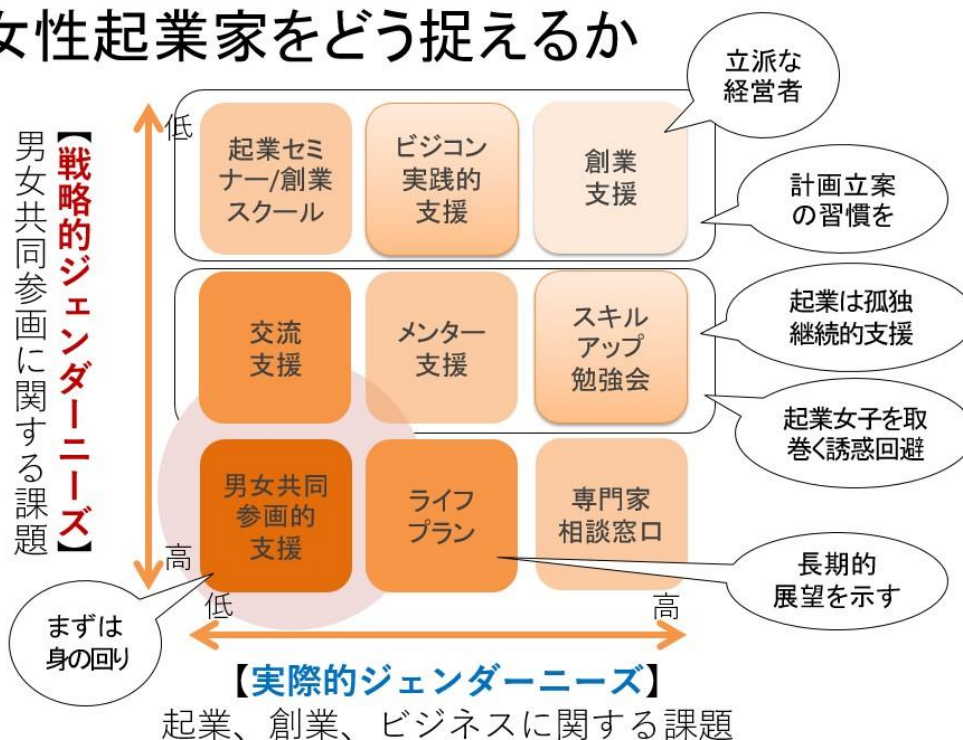 女性起業家をどう捉えるか
立派な
経営者
低
起業セミ
ナー/創業
スクール
ビジコン
実践的
支援
創業
支援
計画立案
の習慣を
【戦略的ジェンダーニーズ】
男女共同参画に関する課題
交流
支援
メンター
支援
スキル
アップ
勉強会
起業は孤独
継続的支援
起業女子を取
巻く誘惑回避
男女共同
参画的
支援
ライフ
プラン
専門家
相談窓口
高
低
高
長期的
展望を示す
まずは
身の回り
【実際的ジェンダーニーズ】
起業、創業、ビジネスに関する課題